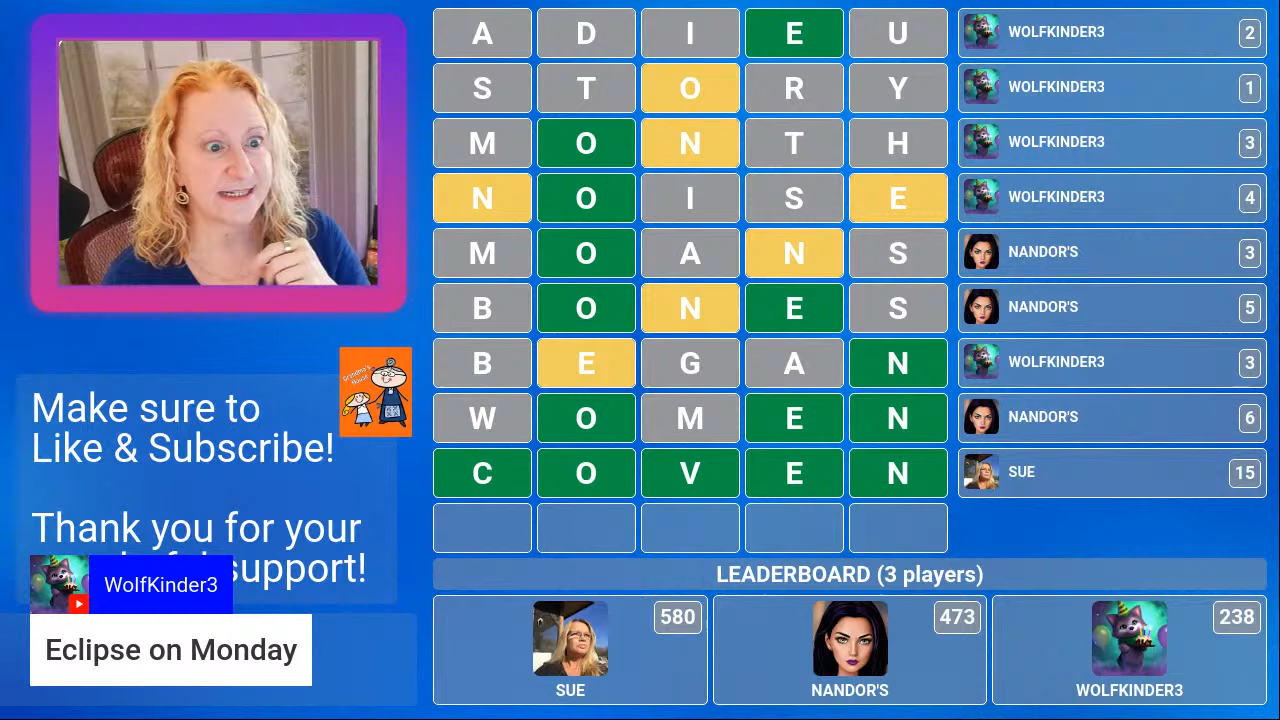 A D I E U
WOLFKINDER3 2
S T O R Y
WOLFKINDER3 1
M O N T H
WOLFKINDER3 3
N O I S E
WOLFKINDER3 4
M O A N S
NANDOR'S 3
B O N E S
NANDOR'S 5
B E G A N
WOLFKINDER3 3
W O M E N
NANDOR'S 6
C O V E N
SUE 15
Grandma's
House
Make sure to
Like & Subscribe!
Thank you for your
support!
WolfKinder3
Eclipse on Monday
LEADERBOARD (3 players)
580 473 238
SUE NANDOR'S WOLFKINDER3